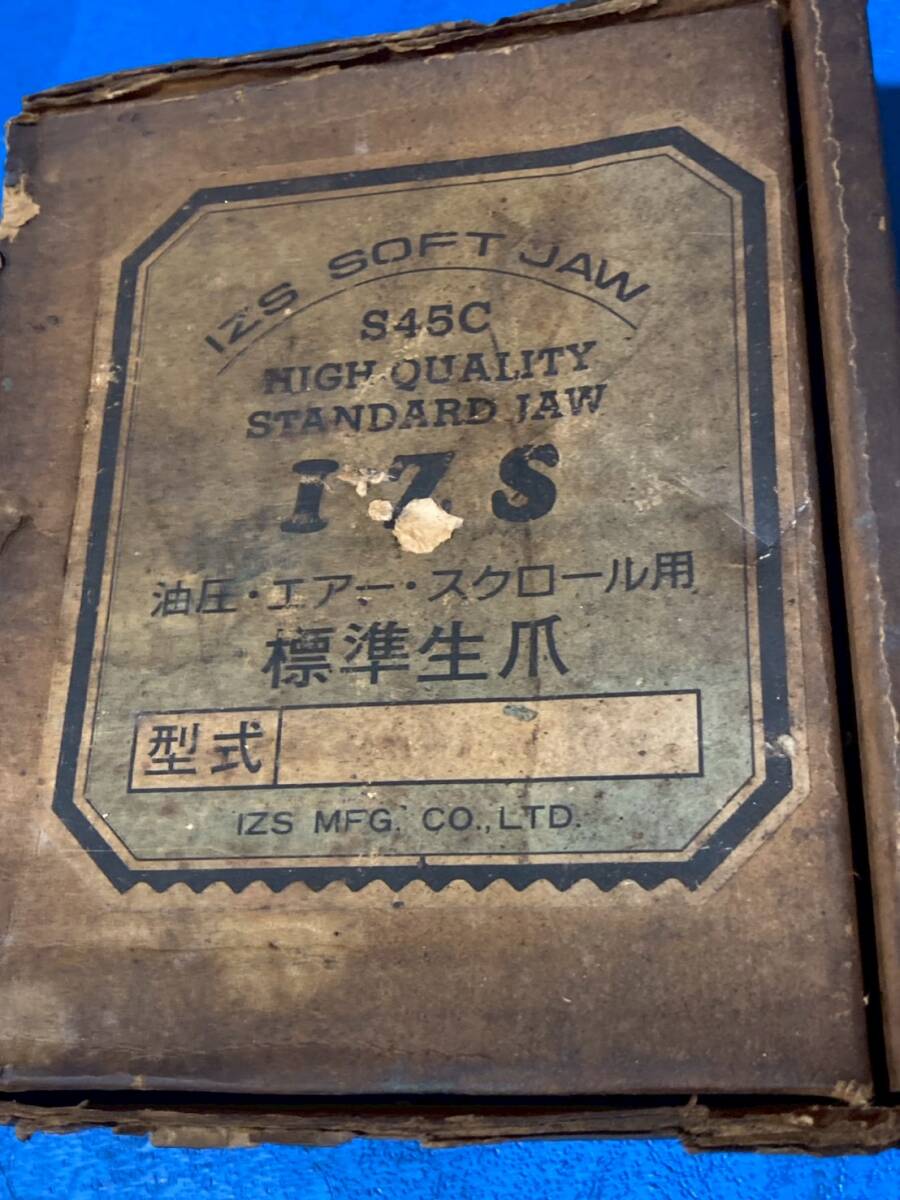 IZS SOFT JAW
S45C
HIGH QUALITY
STANDARD JAW
IZS
油圧・エアー・スクロール用
標準生爪
型式
IZS MFG. CO., LTD.